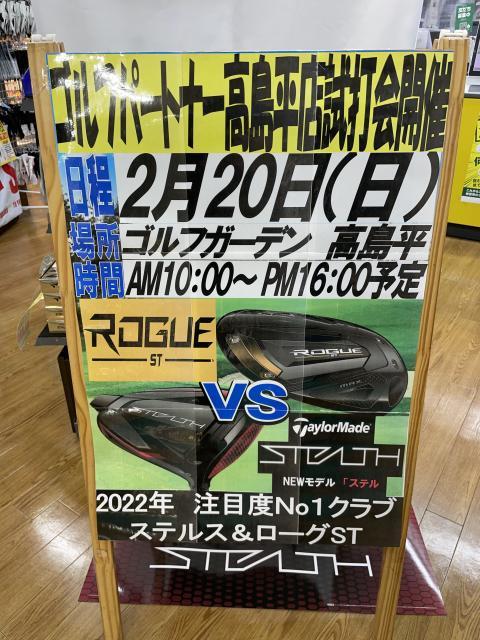 ゴルフパートナー高島平店試打会開催
日程 2月20日(日)
場所 ゴルフガーデン 高島平
時間 AM10:00～PM16:00予定
ROGUE
ST
ROGUE
MAX
VS
STEALTH
TaylorMade
STEALTH
NEWモデル 「ステル
2022年 注目度No1クラブ
ステルス＆ローグST
STEALTH